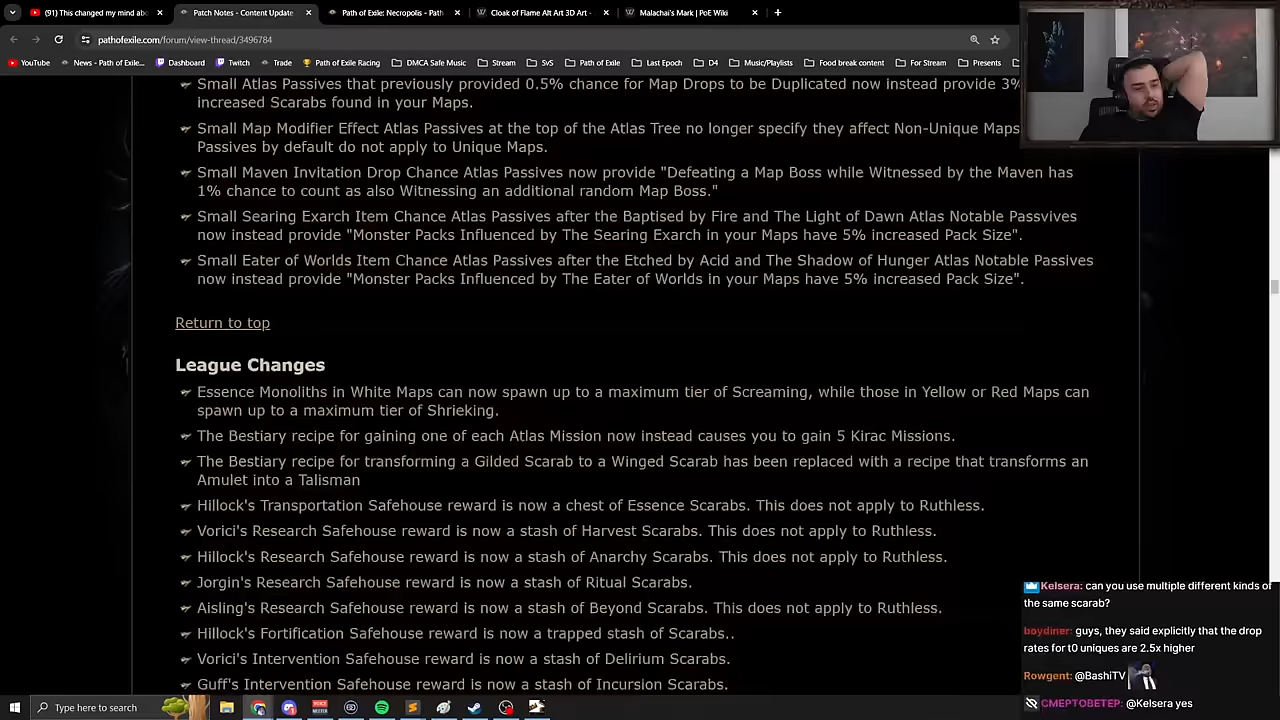 (91) This changed my mind abo
Patch Notes - Content Update
Path of Exile: Necropolis - Path
Cloak of Flame Alt Art 3D Art -
Malachai's Mark | PoE Wiki
pathofexile.com/forum/view-thread/3496784
YouTube
News - Path of Exile...
Dashboard
Twitch
Trade
Path of Exile Racing
DMCA Safe Music
Stream
SvS
Path of Exile
Last Epoch
D4
Music/Playlists
Food break content
For Stream
Presents
Small Atlas Passives that previously provided 0.5% chance for Map Drops to be Duplicated now instead provide 3%
increased Scarabs found in your Maps.
Small Map Modifier Effect Atlas Passives at the top of the Atlas Tree no longer specify they affect Non-Unique Maps
Passives by default do not apply to Unique Maps.
Small Maven Invitation Drop Chance Atlas Passives now provide "Defeating a Map Boss while Witnessed by the Maven has
1% chance to count as also Witnessing an additional random Map Boss."
Small Searing Exarch Item Chance Atlas Passives after the Baptised by Fire and The Light of Dawn Atlas Notable Passvives
now instead provide "Monster Packs Influenced by The Searing Exarch in your Maps have 5% increased Pack Size".
Small Eater of Worlds Item Chance Atlas Passives after the Etched by Acid and The Shadow of Hunger Atlas Notable Passives
now instead provide "Monster Packs Influenced by The Eater of Worlds in your Maps have 5% increased Pack Size".
Return to top
League Changes
Essence Monoliths in White Maps can now spawn up to a maximum tier of Screaming, while those in Yellow or Red Maps can
spawn up to a maximum tier of Shrieking.
The Bestiary recipe for gaining one of each Atlas Mission now instead causes you to gain 5 Kirac Missions.
The Bestiary recipe for transforming a Gilded Scarab to a Winged Scarab has been replaced with a recipe that transforms an
Amulet into a Talisman
Hillock's Transportation Safehouse reward is now a chest of Essence Scarabs. This does not apply to Ruthless.
Vorici's Research Safehouse reward is now a stash of Harvest Scarabs. This does not apply to Ruthless.
Hillock's Research Safehouse reward is now a stash of Anarchy Scarabs. This does not apply to Ruthless.
Jorgin's Research Safehouse reward is now a stash of Ritual Scarabs.
Aisling's Research Safehouse reward is now a stash of Beyond Scarabs. This does not apply to Ruthless.
Hillock's Fortification Safehouse reward is now a trapped stash of Scarabs..
Vorici's Intervention Safehouse reward is now a stash of Delirium Scarabs.
Guff's Intervention Safehouse reward is now a stash of Incursion Scarabs.
Kelsera: can you use multiple different kinds of
the same scarab?
boydiner: guys, they said explicitly that the drop
rates for t0 uniques are 2.5x higher
Rowgent: @BashiTV
CMEPTOBETEP: @Kelsera yes
Type here to search